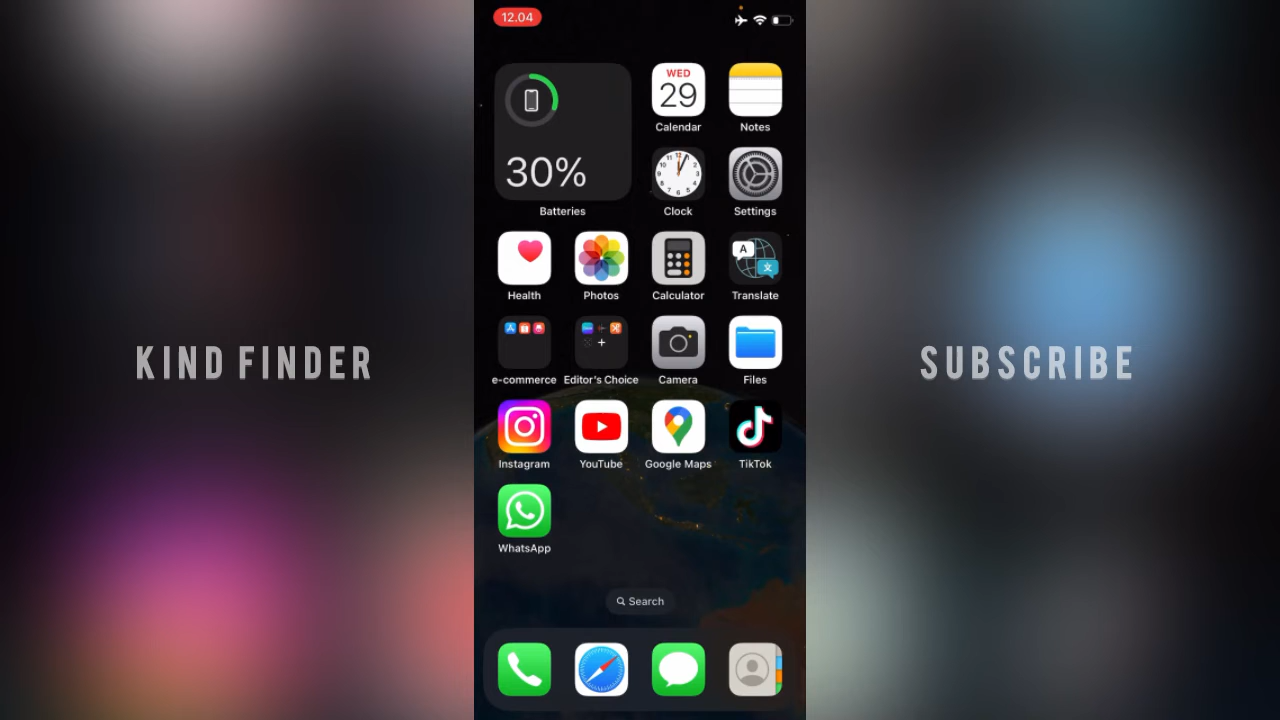 12.04
WED
29
Calendar
Notes
30%
Batteries
Clock
Settings
Health
Photos
Calculator
A
文
Translate
e-commerce
Editor's Choice
Camera
Files
KIND FINDER
SUBSCRIBE
Instagram
YouTube
Google Maps
TikTok
WhatsApp
Search